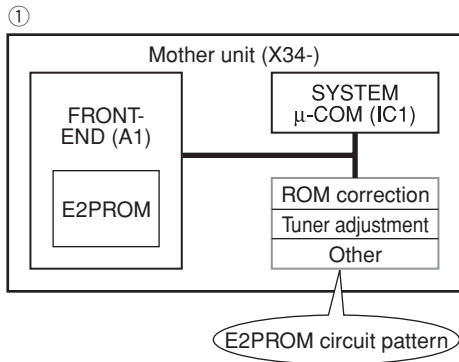 ①
Mother unit (X34-)
FRONT-
END (A1)
E2PROM
SYSTEM
μ-COM (IC1)
ROM correction
Tuner adjustment
Other
E2PROM circuit pattern